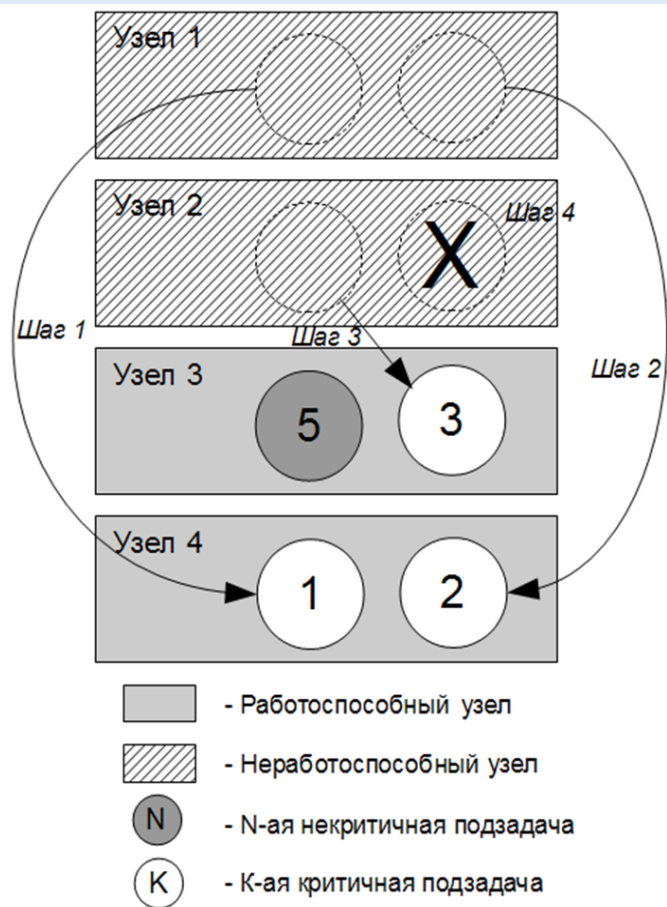 Узел 1
Узел 2
Шаг 4
X
Шаг 1
Шаг 3
Шаг 2
Узел 3
5
3
Узел 4
1
2
- Работоспособный узел
- Неработоспособный узел
N
- N-ая некритичная подзадача
K
- К-ая критичная подзадача